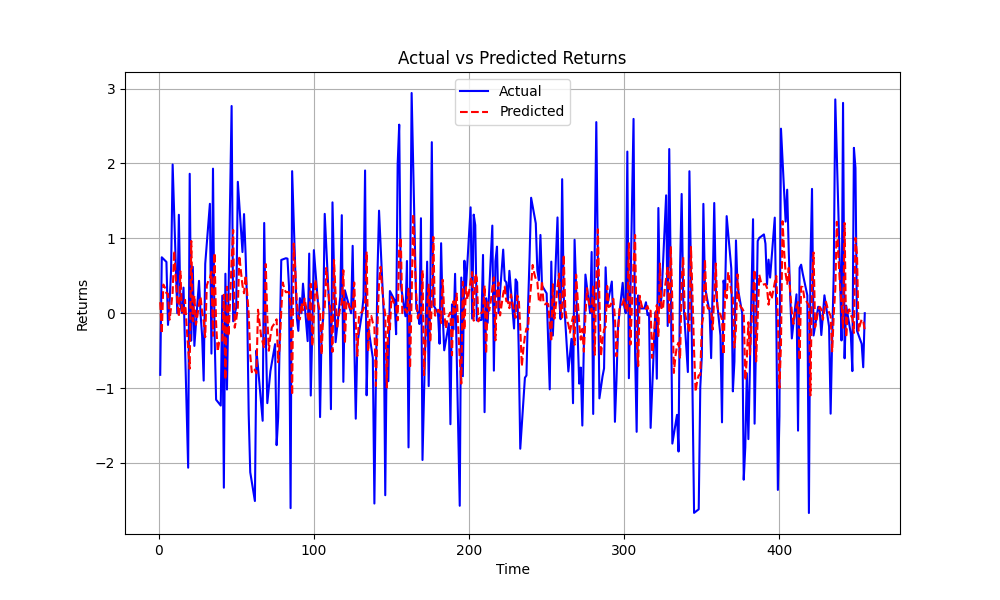 Actual vs Predicted Returns
Actual
Predicted
3
2
1
0
−1
−2
Returns
0 100 200 300 400
Time